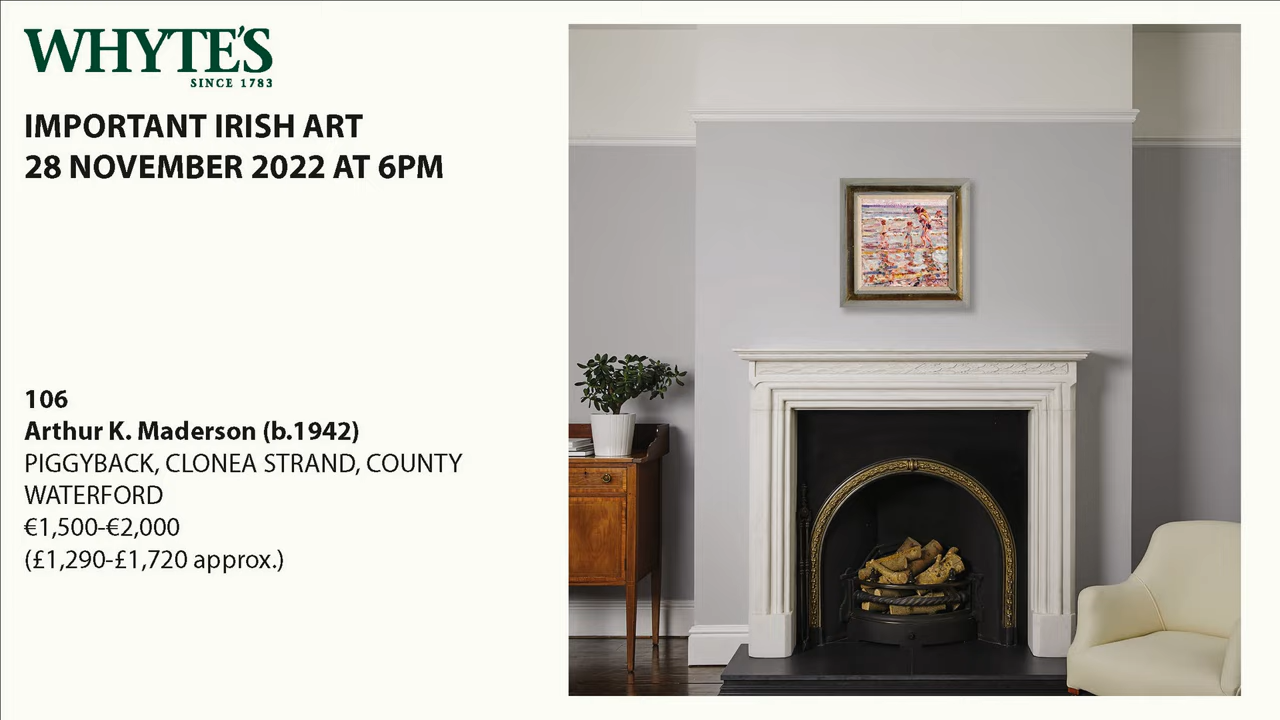 WHYTE'S
SINCE 1783
IMPORTANT IRISH ART
28 NOVEMBER 2022 AT 6PM
106
Arthur K. Maderson (b.1942)
PIGGYBACK, CLONEA STRAND, COUNTY
WATERFORD
€1,500-€2,000
(£1,290-£1,720 approx.)